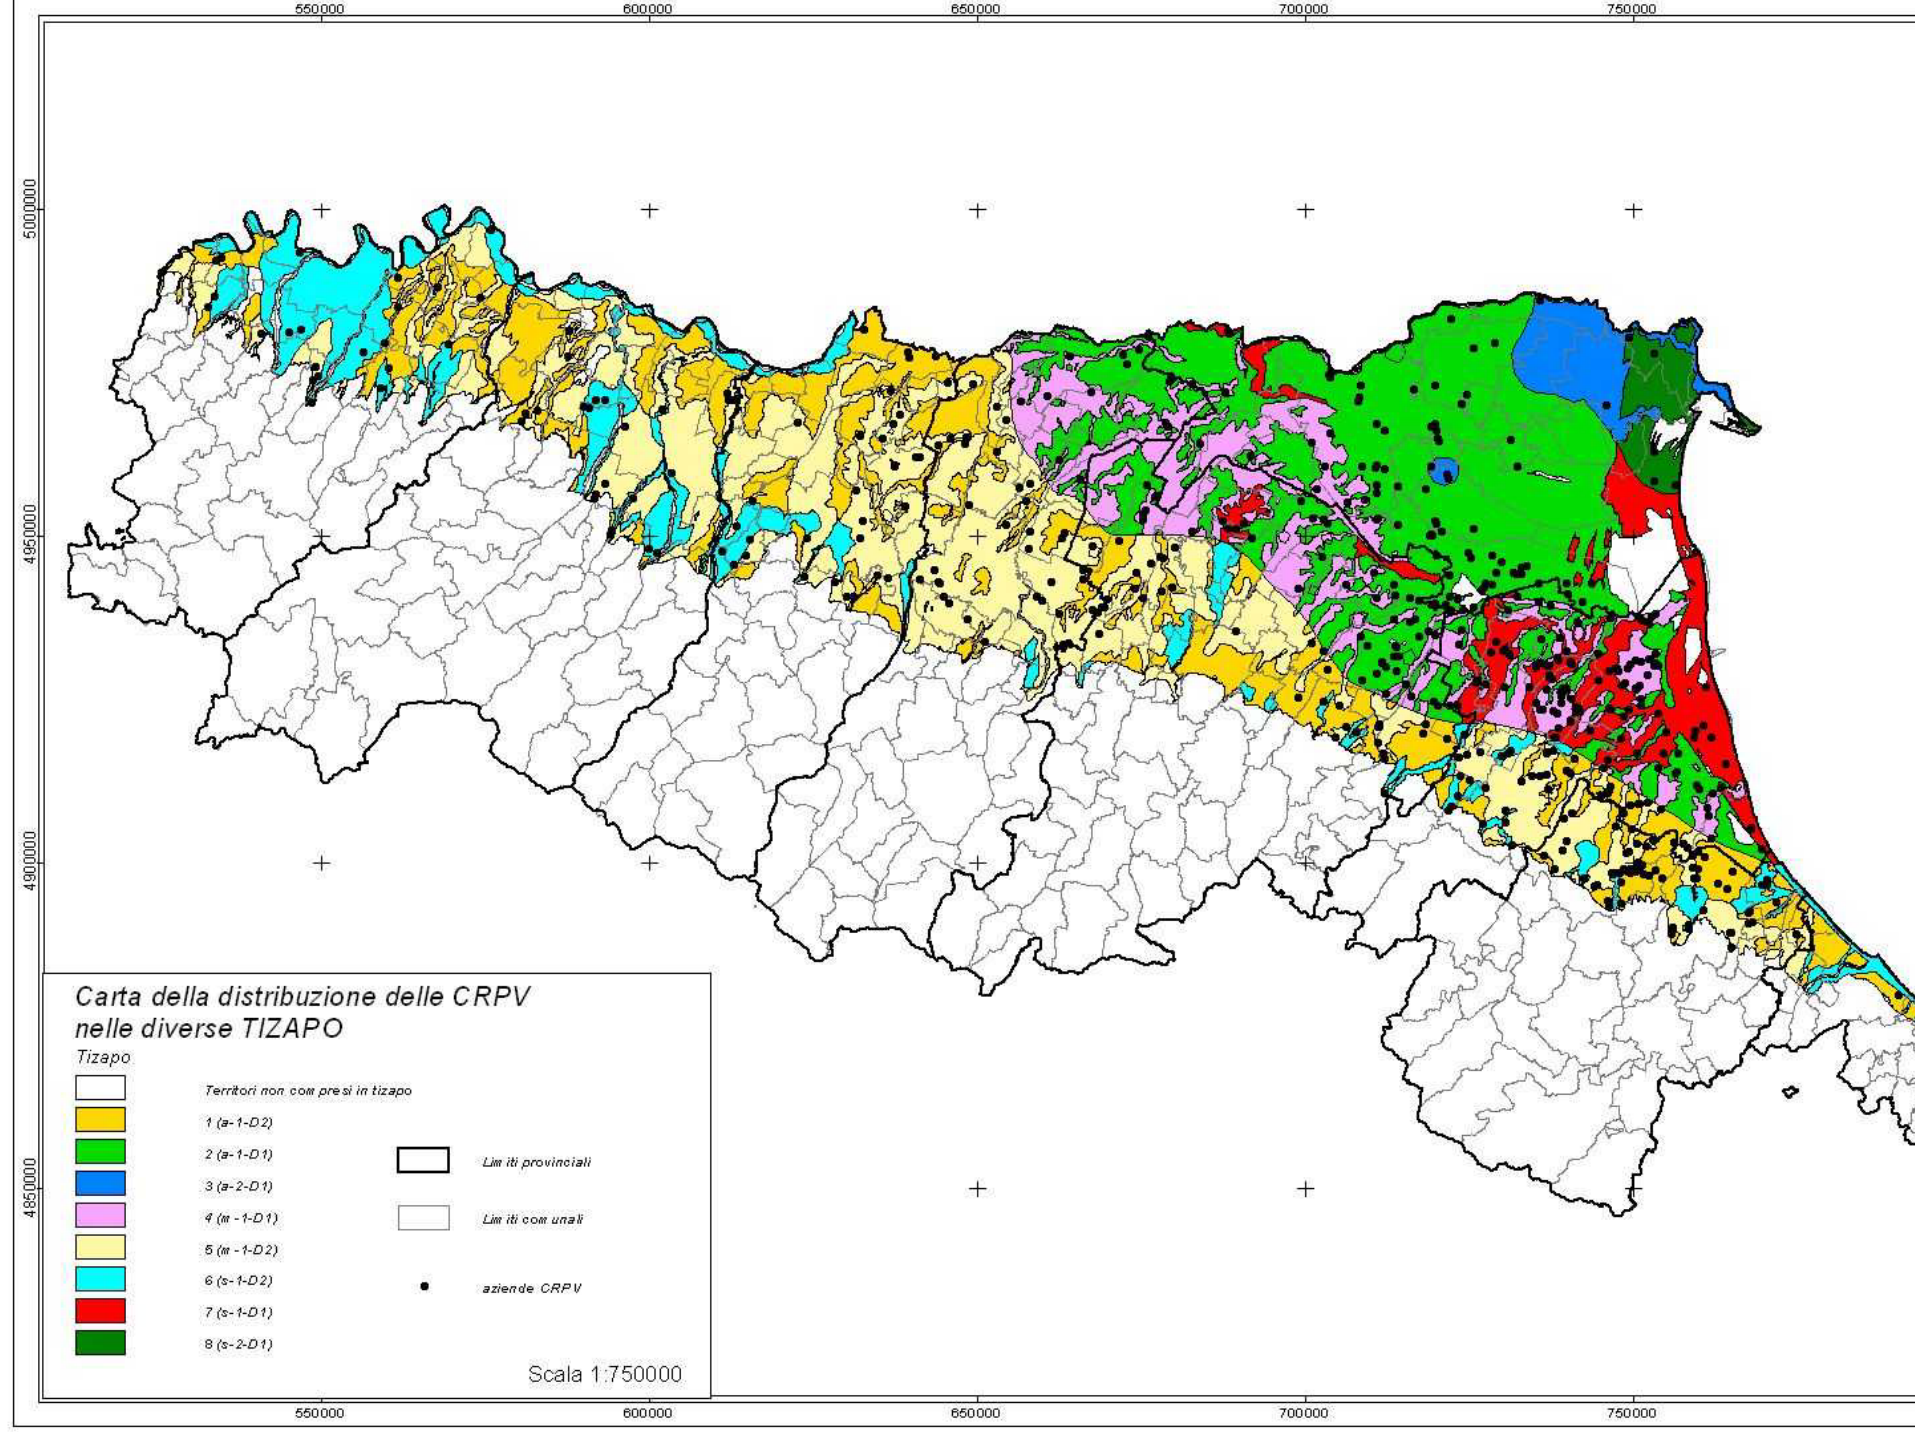 550000 600000 650000 700000 750000
5000000
4950000
4900000
4850000
Carta della distribuzione delle CRPV
nelle diverse TIZAPO
Tizapo
Territori non compresi in tizapo
1 (a-1-D2)
2 (a-1-D1)
3 (a-2-D1)
4 (m-1-D1)
5 (m-1-D2)
6 (s-1-D2)
7 (s-1-D1)
8 (s-2-D1)
Limiti provinciali
Limiti comunali
aziende CRPV
Scala 1:750000
550000 600000 650000 700000 750000